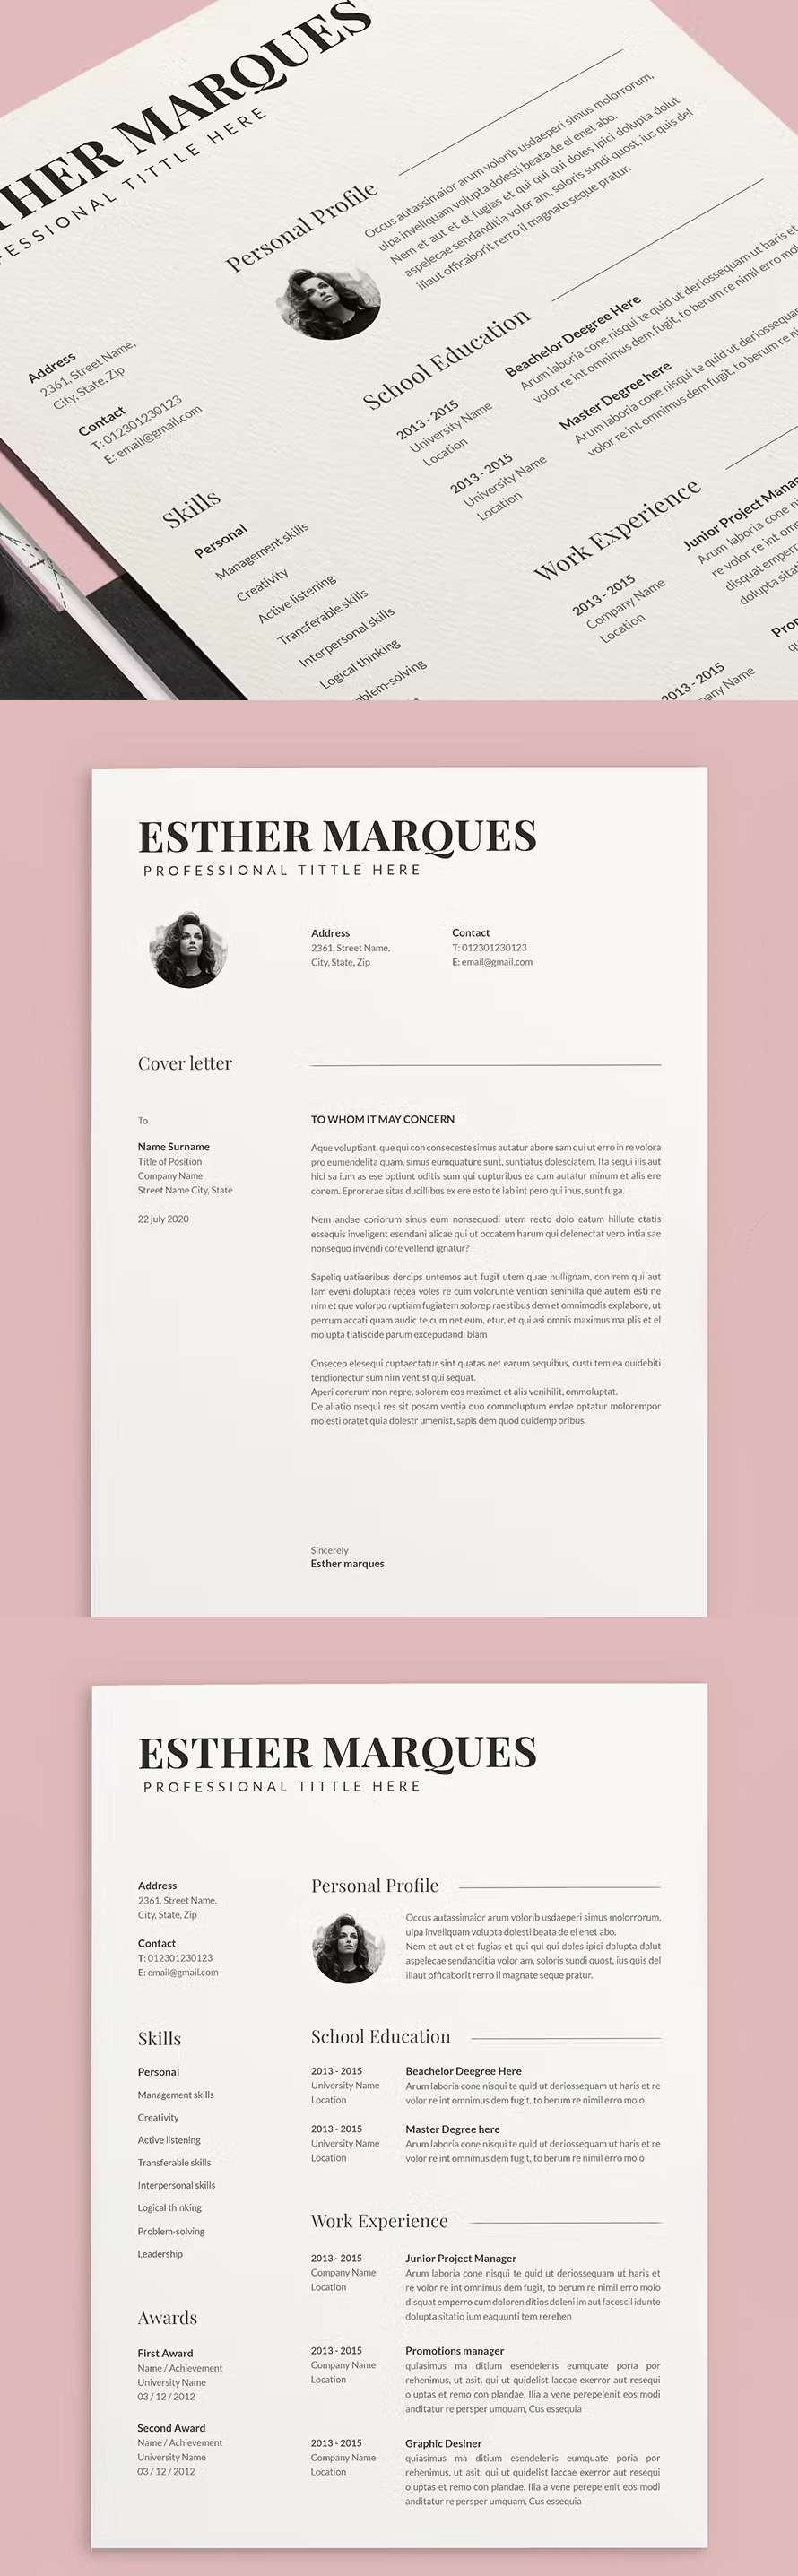 THER MARQUES
FESSIONAL TITTLE HERE
Personal Profile
Occus autassimaior arum volorib usdaeperi simus molorrorum,
ulpa inveliquam volupta dolesti beata de el enet abo.
Nem et aut et et fugias et qui qui qui doles ipici dolupta dolut
aspelecae sendanditia volor am, soloris sundi quost, ius quis del
illaut officaborit rerro il magnate seque pratur.
Address
2361, Street Name,
City, State, Zip
Contact
T: 012301230123
E: email@gmail.com
School Education
2013 - 2015
University Name
Location
Beachelor Deegree Here
Arum laboria cone nisqui te quid ut deriossequam ut haris et
volor re int omnimus dem fugit, to berum re nimil erro mol
2013 - 2015
University Name
Location
Master Degree here
Arum laboria cone nisqui te quid ut deriossequam
volor re int omnimus dem fugit, to berum re ni
Skills
Personal
Management skills
Creativity
Active listening
Transferable skills
Interpersonal skills
Logical thinking
blem-solving
Work Experience
2013 - 2015
Company Name
Location
Junior Project Manag
Arum laboria cone ni
re volor re int om
disquat emperr
dolupta sitati
2013 - 2015
pany Name
Pron
ESTHER MARQUES
PROFESSIONAL TITTLE HERE
Address
2361, Street Name,
City, State, Zip
Contact
T: 012301230123
E: email@gmail.com
Cover letter
To
Name Surname
Title of Position
Company Name
Street Name City, State
22 july 2020
TO WHOM IT MAY CONCERN
Aque voluptiant, que qui con conseceste simus autatur abore sam qui ut erro in re volora
pro eumendelita quam, simus eumquature sunt, suntiatus dolesciatem. Ita sequi ilis aut
hici sa ium as ese optiunt oditis sum qui cupturibus ea cum autatur minum et alis ere
conem. Eprorerae sitas ducillibus ex ere esto te lab int pero qui inus, sunt fuga.
Nem andae coriorum sinus eum nonsequodi utem recto dolo eatum hillute ctatis
essequis inveligent esendani alicae qui ut occatem harum qui delenectat vero intia sae
nonsequo invendi core vellend ignatur?
Sapeliq uatiaeribus dercips untemos aut fugit utem quae nullignam, con rem qui aut
lam eveni doluptati recea voles re cum volorunte vention senihilla que autem esti ne
nim et que volorpo ruptiam fugiatem solorep raestibus dem et omnimodis explabore, ut
perrum accati quam audic te cum net eum, etur, et qui asi omnis maximus ma plis et el
molupta tiatiscide parum excepudandi blam
Onsecep elesequi cuptaectatur sint quatas net earum sequibus, custi tem ea quidebiti
tendionectur sum nim ventist qui sequat.
Aperi corerum non repre, solorem eos maximet et alis venihilit, ommoluptat.
De aliatio nsequi res sit posam ventia quo commoluptum endae optatur molorempor
molesti oratet quia dolestr umenist, sapis dem quod quidemp oribus.
Sincerely
Esther marques
ESTHER MARQUES
PROFESSIONAL TITTLE HERE
Address
2361, Street Name.
City, State, Zip
Contact
T: 012301230123
E: email@gmail.com
Skills
Personal
Management skills
Creativity
Active listening
Transferable skills
Interpersonal skills
Logical thinking
Problem-solving
Leadership
Awards
First Award
Name / Achievement
University Name
03 / 12 / 2012
Second Award
Name / Achievement
University Name
03 / 12 / 2012
Personal Profile
Occus autassimaior arum volorib usdaeperi simus molorrorum,
ulpa inveliquam volupta dolesti beata de el enet abo.
Nem et aut et et fugias et qui qui qui doles ipici dolupta dolut
aspelecae sendanditia volor am, soloris sundi quost, ius quis del
illaut officaborit rerro il magnate seque pratur.
School Education
2013 - 2015
University Name
Location
Beachelor Deegree Here
Arum laboria cone nisqui te quid ut deriossequam ut haris et re
volor re int omnimus dem fugit, to berum re nimil erro molo
2013 - 2015
University Name
Location
Master Degree here
Arum laboria cone nisqui te quid ut deriossequam ut haris et re
volor re int omnimus dem fugit, to berum re nimil erro molo
Work Experience
2013 - 2015
Company Name
Location
Junior Project Manager
Arum laboria cone nisqui te quid ut deriossequam ut haris et
re volor re int omnimus dem fugit, to berum re nimil erro molo
disquat emperro cum doloren ditios doleni im aut facescil idunte
dolupta sitatio ium eaquunti tem rerehen
2013 - 2015
Company Name
Location
Promotions manager
quiasimus ma ditium esendelenis eumquate poria por
rehenimus, ut asit, qui ut quidelist laccae exerror aut resequi
oluptas et remo con plandae. Ilia a vene perepelenit eos modi
anditatur re persper umquam, Cus essequia
2013 - 2015
Company Name
Location
Graphic Desiner
quiasimus ma ditium esendelenis eumquate poria por
rehenimus, ut asit, qui ut quidelist laccae exerror aut resequi
oluptas et remo con plandae. Ilia a vene perepelenit eos modi
anditatur re persper umquam, Cus essequia